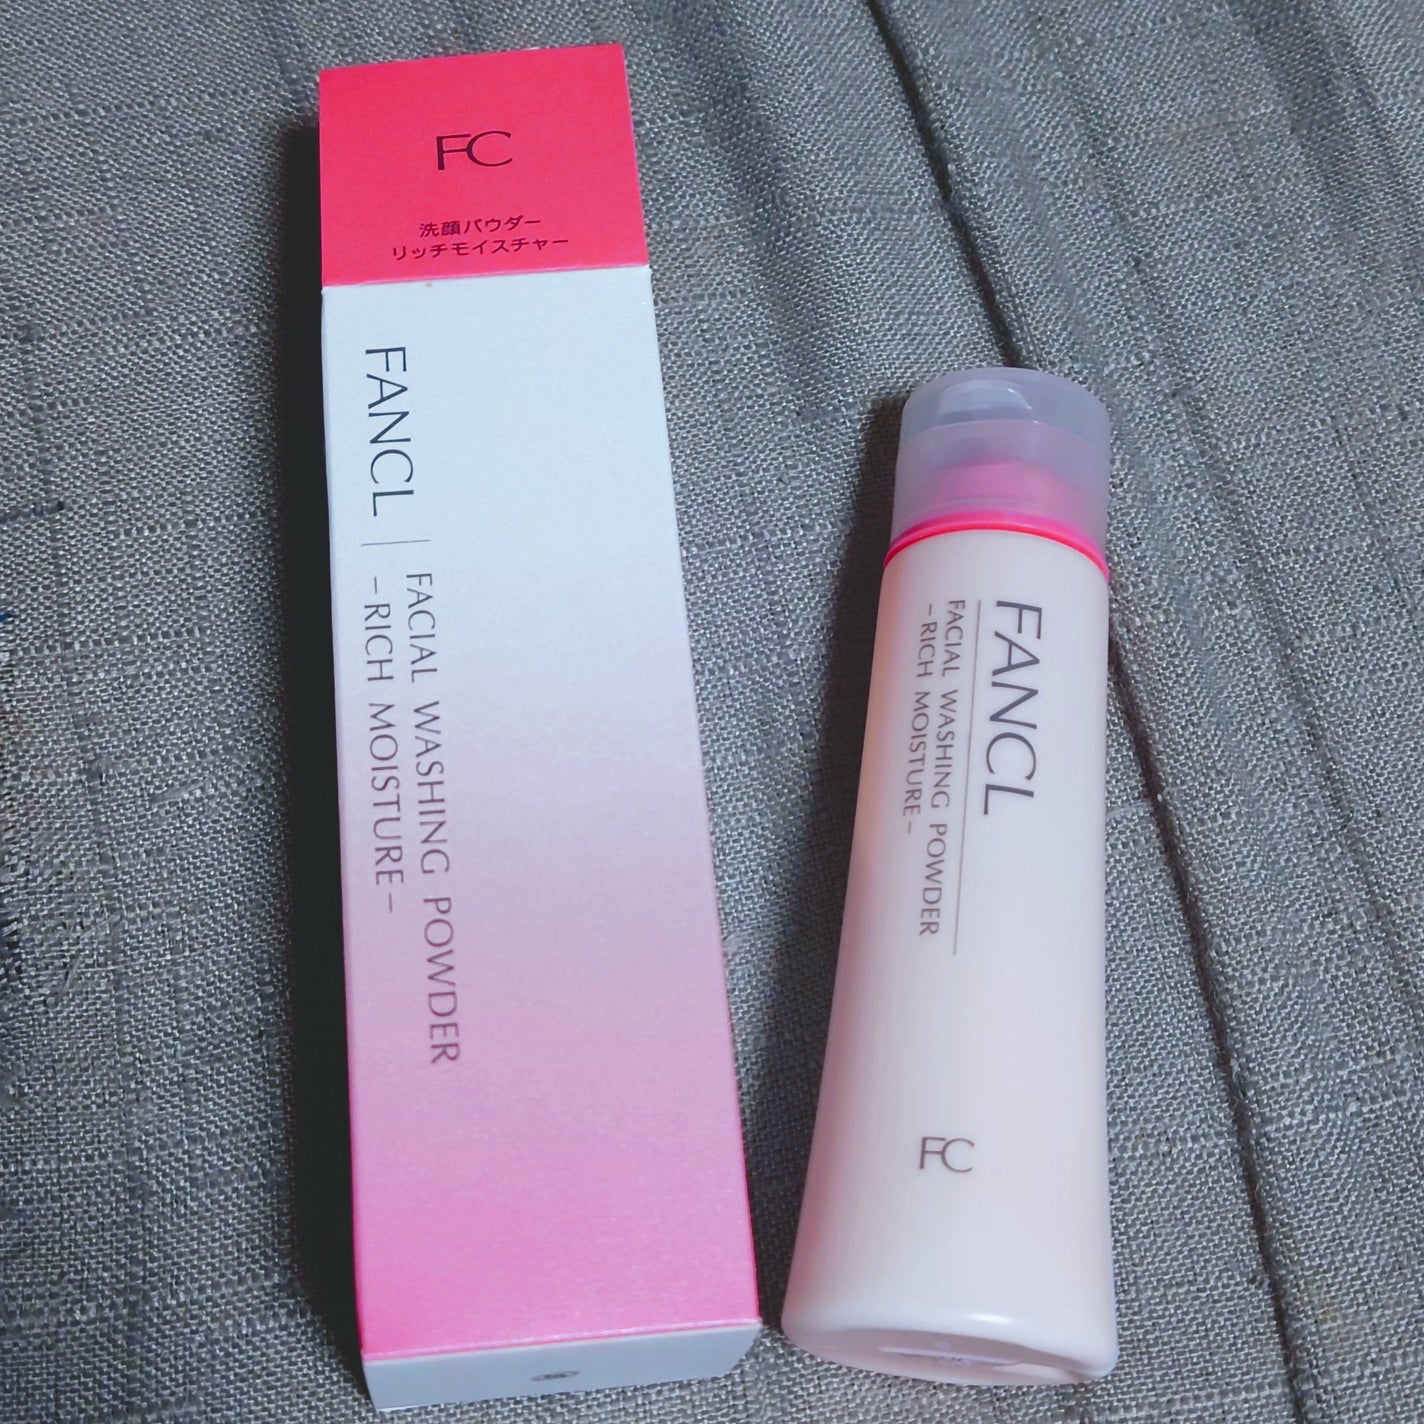 FC
洗顔パウダー
リッチモイスチャー
FANCL
FACIAL WASHING POWDER
-RICH MOISTURE-
FANCL
FACIAL WASHING POWDER
-RICH MOISTURE-
FC